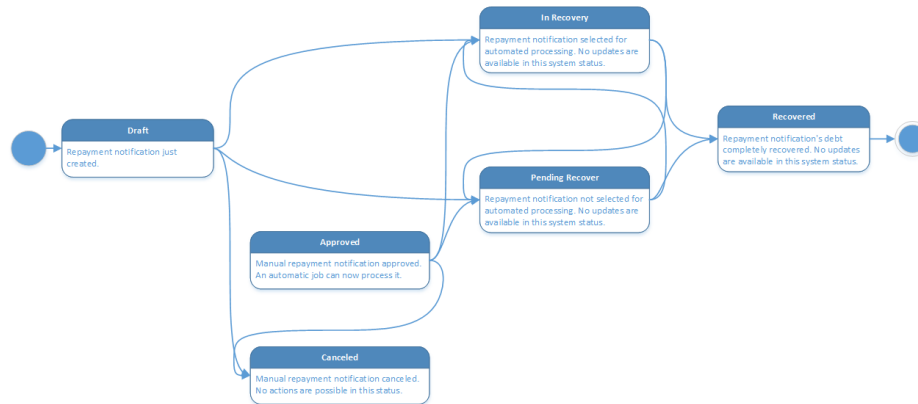 In Recovery
Repayment notification selected for
automated processing. No updates are
available in this system status.
Draft
Repayment notification just
created.
Recovered
Repayment notification's debt
completely recovered. No updates
are available in this system status.
Pending Recover
Repayment notification not selected for
automated processing. No updates are
available in this system status.
Approved
Manual repayment notification approved.
An automatic job can now process it.
Canceled
Manual repayment notification canceled.
No actions are possible in this status.